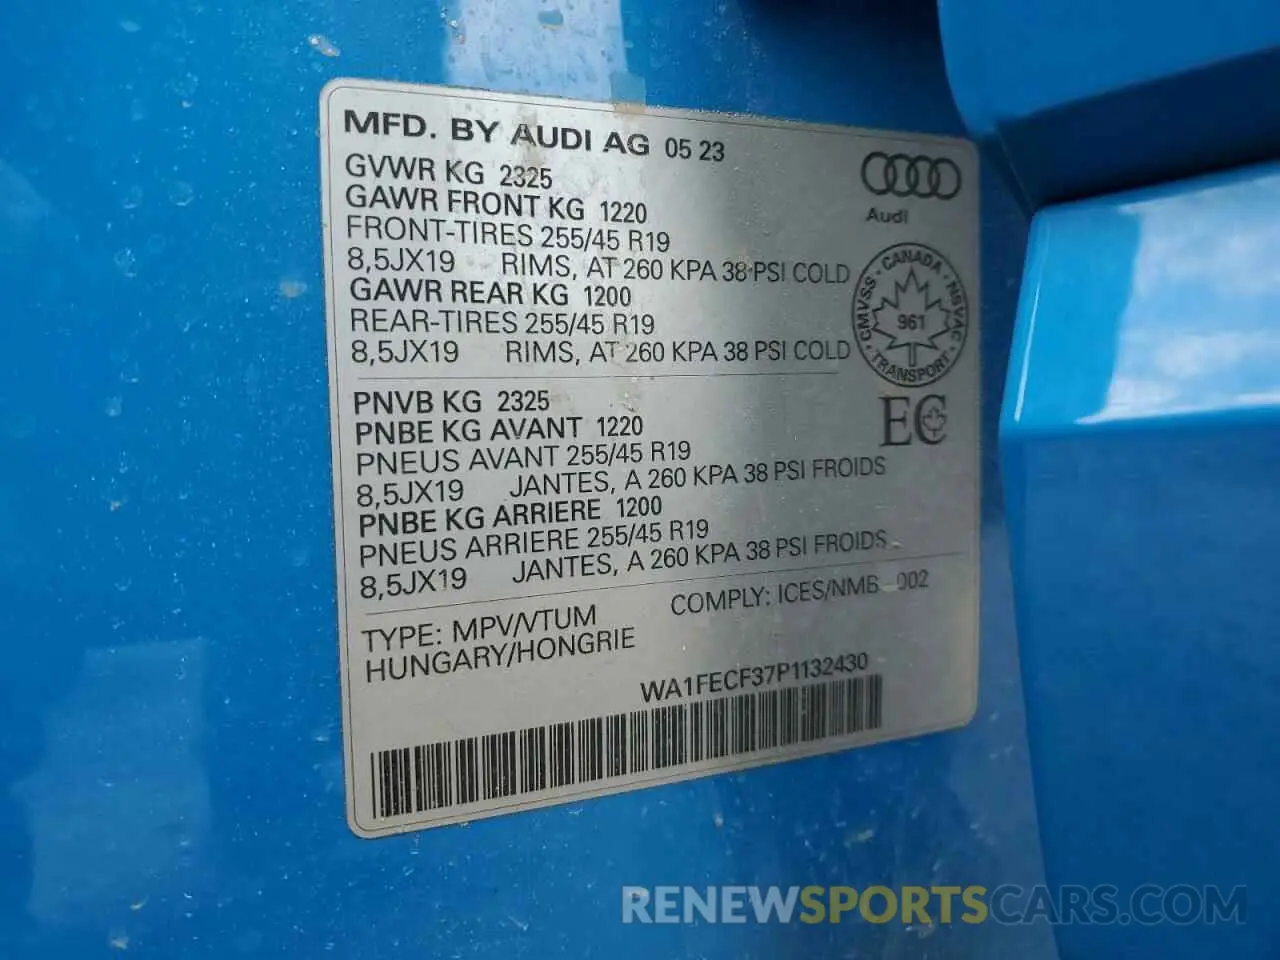 MFD. BY AUDI AG 05 23
GVWR KG 2325
GAWR FRONT KG 1220
FRONT-TIRES 255/45 R19
8,5JX19 RIMS, AT 260 KPA 38 PSI COLD
GAWR REAR KG 1200
REAR-TIRES 255/45 R19
8,5JX19 RIMS, AT 260 KPA 38 PSI COLD
Audi
CANADA · NSVAC · TRANSPORT · CMVSS ·
961
PNVB KG 2325
PNBE KG AVANT 1220
PNEUS AVANT 255/45 R19
8,5JX19 JANTES, A 260 KPA 38 PSI FROIDS
PNBE KG ARRIERE 1200
PNEUS ARRIERE 255/45 R19
8,5JX19 JANTES, A 260 KPA 38 PSI FROIDS
EC
TYPE: MPV/VTUM
COMPLY: ICES/NMB 002
HUNGARY/HONGRIE
WA1FECF37P1132430
RENEWSPORTSCARS.COM